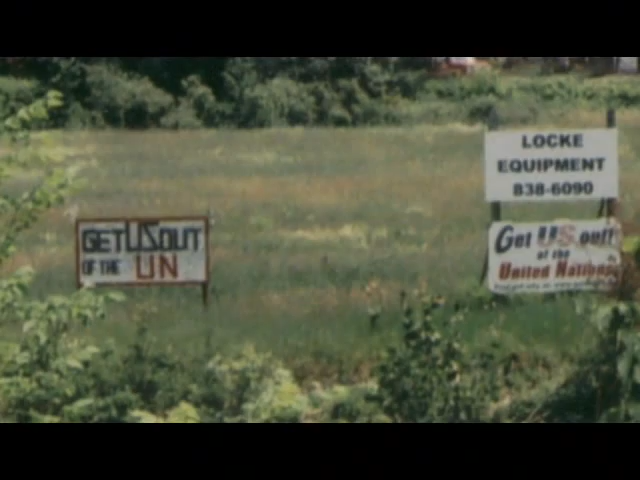 GET US OUT
OF THE UN
LOCKE
EQUIPMENT
838-6090
Get US out!
of the
United Nations